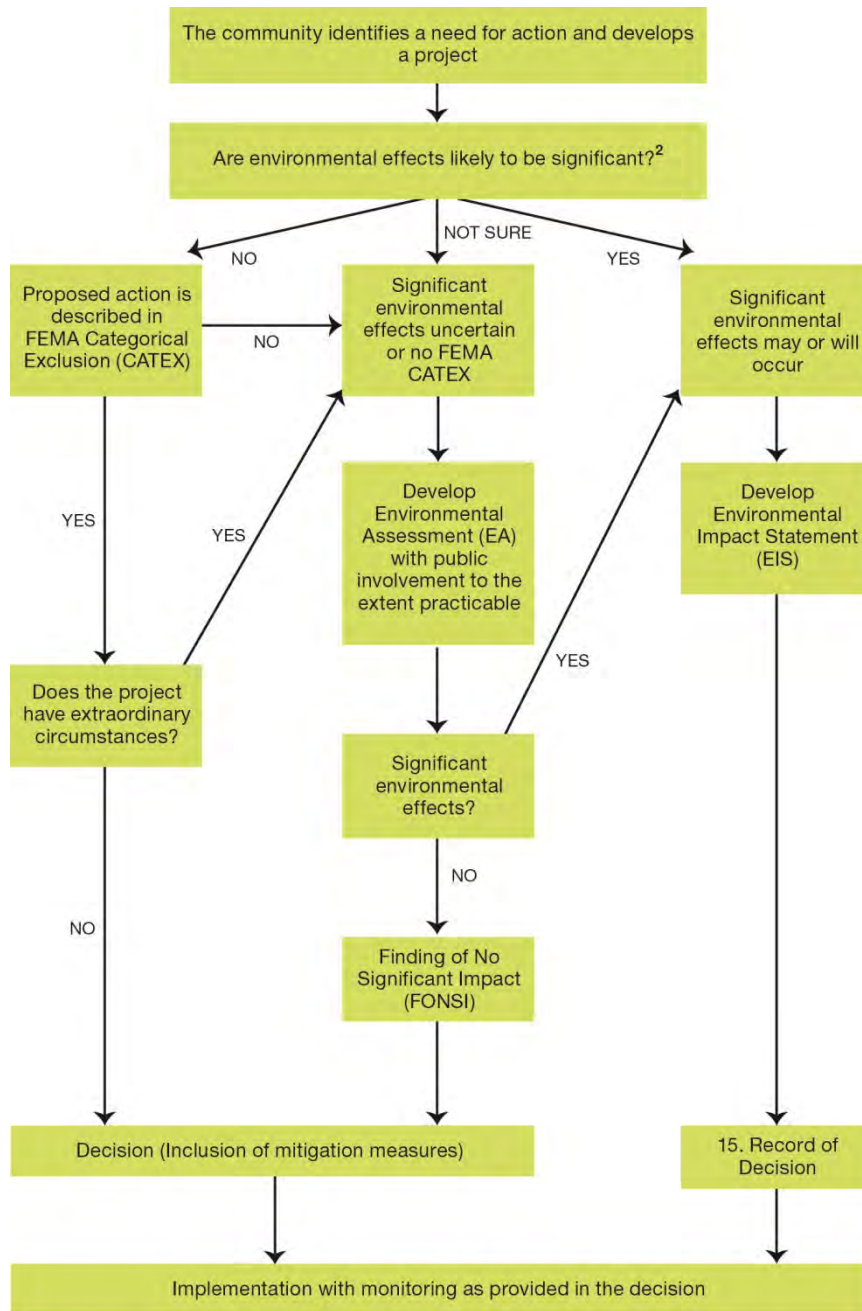 The community identifies a need for action and develops
a project
Are environmental effects likely to be significant?²
NO
NOT SURE
YES
Proposed action is
described in
FEMA Categorical
Exclusion (CATEX)
NO
Significant
environmental
effects uncertain
or no FEMA
CATEX
Significant
environmental
effects may or will
occur
YES
YES
Develop
Environmental
Assessment (EA)
with public
involvement to the
extent practicable
Develop
Environmental
Impact Statement
(EIS)
YES
Does the project
have extraordinary
circumstances?
Significant
environmental
effects?
NO
NO
Finding of No
Significant Impact
(FONSI)
Decision (Inclusion of mitigation measures)
15. Record of
Decision
Implementation with monitoring as provided in the decision